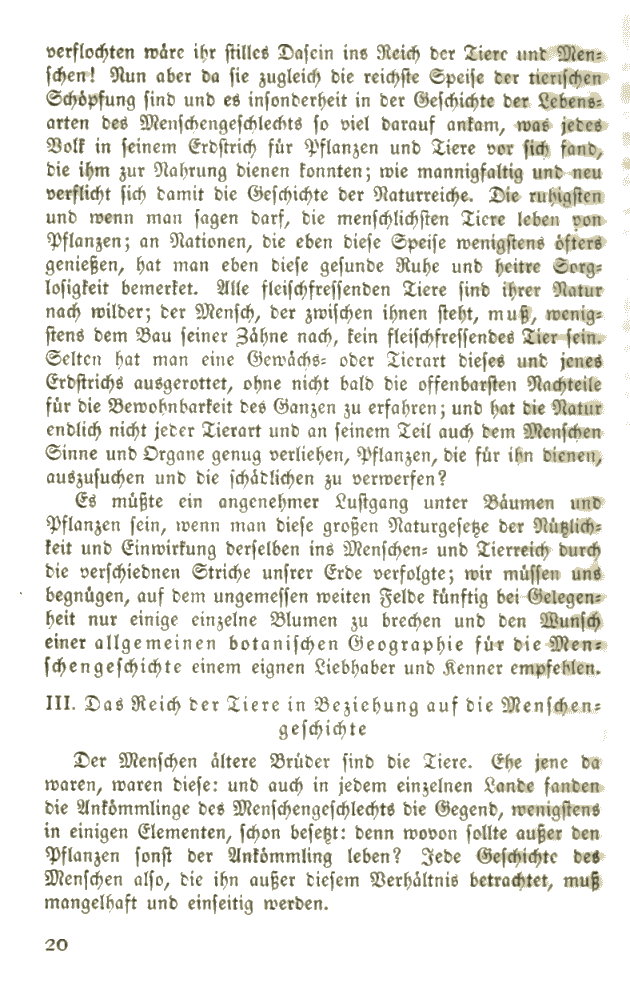 verflochten wäre ihr stilles Dasein ins Reich der Tiere und Men-
schen! Nun aber da sie zugleich die reichste Speise der tierischen
Schöpfung sind und es insonderheit in der Geschichte der Lebens-
arten des Menschengeschlechts so viel darauf ankam, was jedes
Volk in seinem Erdstrich für Pflanzen und Tiere vor sich fand,
die ihm zur Nahrung dienen konnten; wie mannigfaltig und neu
verflicht sich damit die Geschichte der Naturreiche. Die ruhigsten
und wenn man sagen darf, die menschlichsten Tiere leben von
Pflanzen; an Nationen, die eben diese Speise wenigstens öfters
genießen, hat man eben diese gesunde Ruhe und heitre Sorg-
losigkeit bemerket. Alle fleischfressenden Tiere sind ihrer Natur
nach wilder; der Mensch, der zwischen ihnen steht, muß, wenig-
stens dem Bau seiner Zähne nach, kein fleischfressendes Tier sein.
Selten hat man eine Gewächs- oder Tierart dieses und jenes
Erdstrichs ausgerottet, ohne nicht bald die offenbarsten Nachteile
für die Bewohnbarkeit des Ganzen zu erfahren; und hat die Natur
endlich nicht jeder Tierart und an seinem Teil auch dem Menschen
Sinne und Organe genug verliehen, Pflanzen, die für ihn dienen,
auszusuchen und die schädlichen zu verwerfen?
Es müßte ein angenehmer Lustgang unter Bäumen und
Pflanzen sein, wenn man diese großen Naturgesetze der Nützlich-
keit und Einwirkung derselben ins Menschen- und Tierreich durch
die verschiednen Striche unsrer Erde verfolgte; wir müssen uns
begnügen, auf dem ungemessen weiten Felde künftig bei Gelegen-
heit nur einige einzelne Blumen zu brechen und den Wunsch
einer allgemeinen botanischen Geographie für die Men-
schengeschichte einem eignen Liebhaber und Kenner empfehlen.
III. Das Reich der Tiere in Beziehung auf die Menschen-
geschichte
Der Menschen ältere Brüder sind die Tiere. Ehe jene da
waren, waren diese: und auch in jedem einzelnen Lande fanden
die Ankömmlinge des Menschengeschlechts die Gegend, wenigstens
in einigen Elementen, schon besetzt: denn wovon sollte außer den
Pflanzen sonst der Ankömmling leben? Jede Geschichte des
Menschen also, die ihn außer diesem Verhältnis betrachtet, muß
mangelhaft und einseitig werden.
20